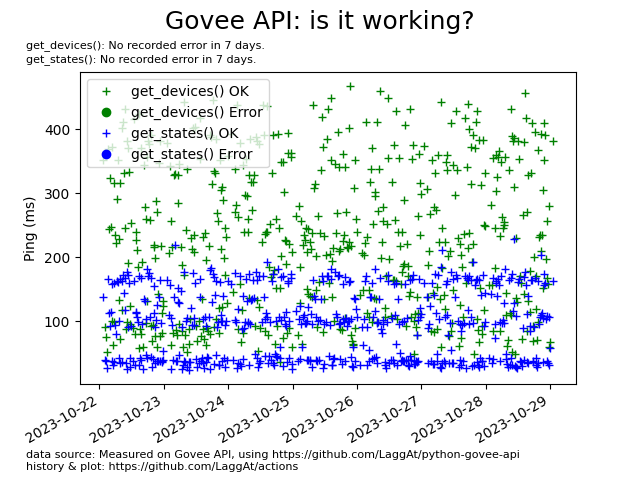 Govee API: is it working?
get_devices(): No recorded error in 7 days.
get_states(): No recorded error in 7 days.
get_devices() OK
get_devices() Error
get_states() OK
get_states() Error
Ping (ms)
400
300
200
100
2023-10-22
2023-10-23
2023-10-24
2023-10-25
2023-10-26
2023-10-27
2023-10-28
2023-10-29
data source: Measured on Govee API, using https://github.com/LaggAt/python-govee-api
history & plot: https://github.com/LaggAt/actions